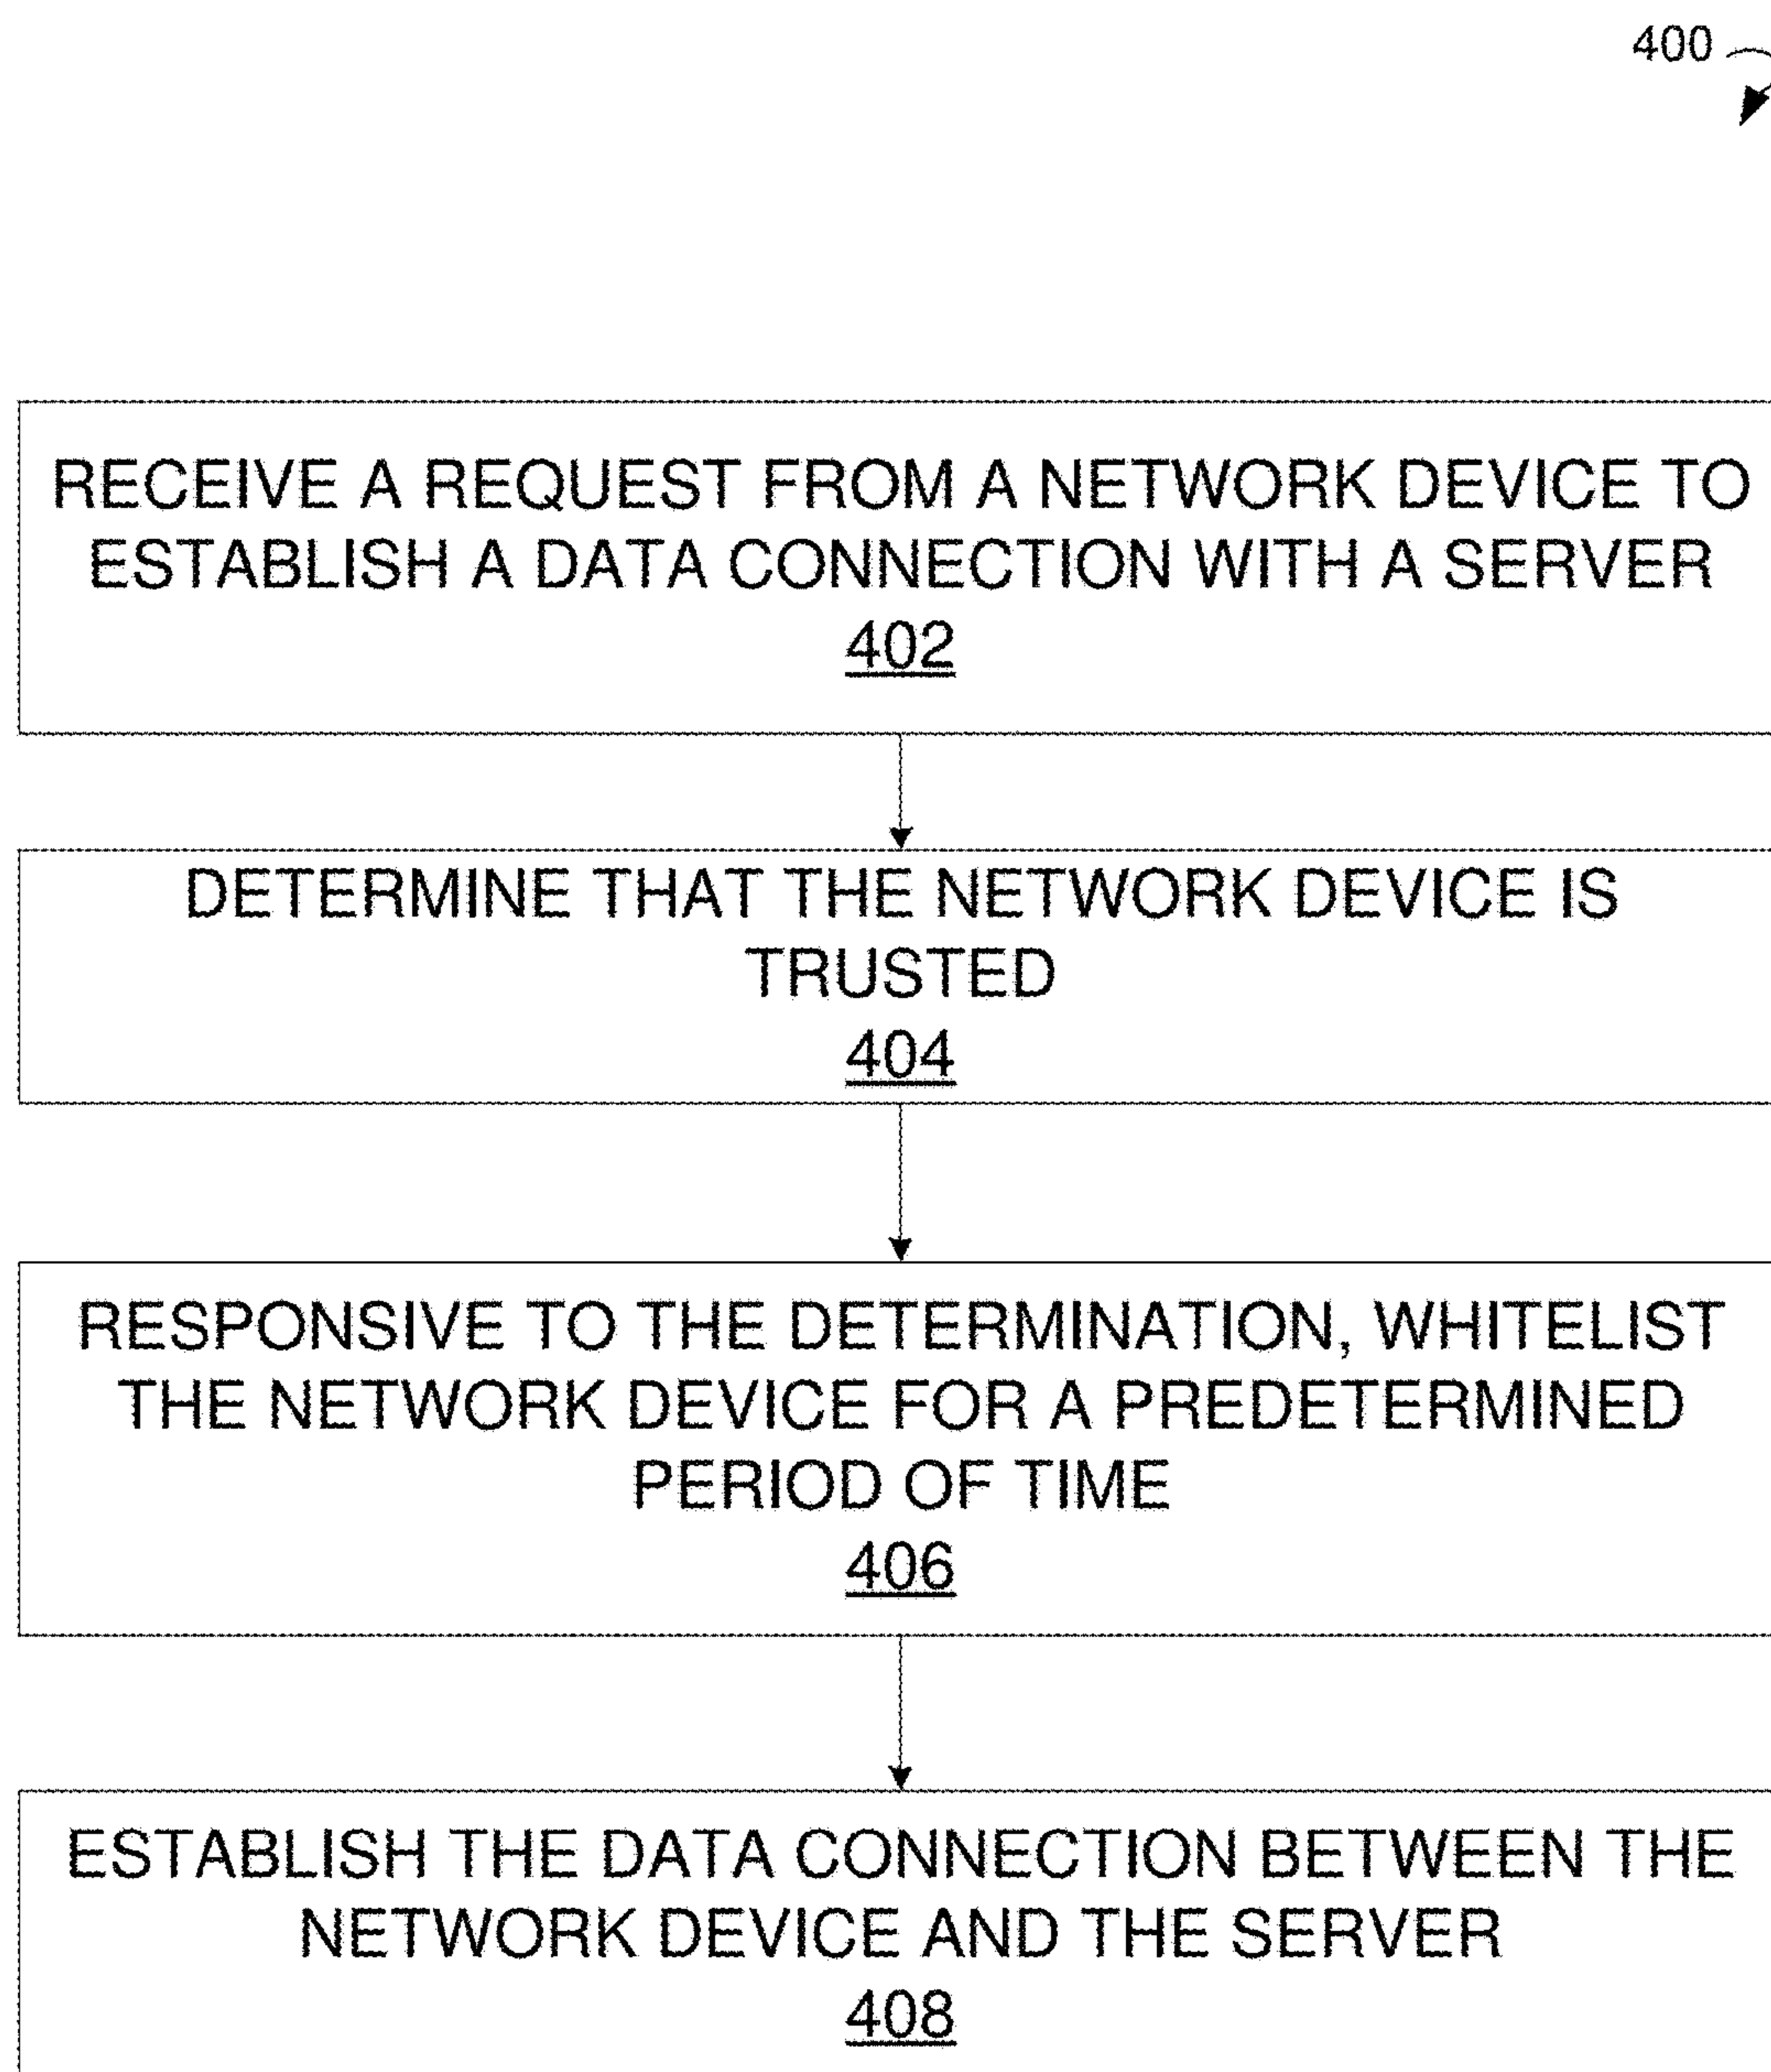 400
RECEIVE A REQUEST FROM A NETWORK DEVICE TO
ESTABLISH A DATA CONNECTION WITH A SERVER
402
DETERMINE THAT THE NETWORK DEVICE IS
TRUSTED
404
RESPONSIVE TO THE DETERMINATION, WHITELIST
THE NETWORK DEVICE FOR A PREDETERMINED
PERIOD OF TIME
406
ESTABLISH THE DATA CONNECTION BETWEEN THE
NETWORK DEVICE AND THE SERVER
408